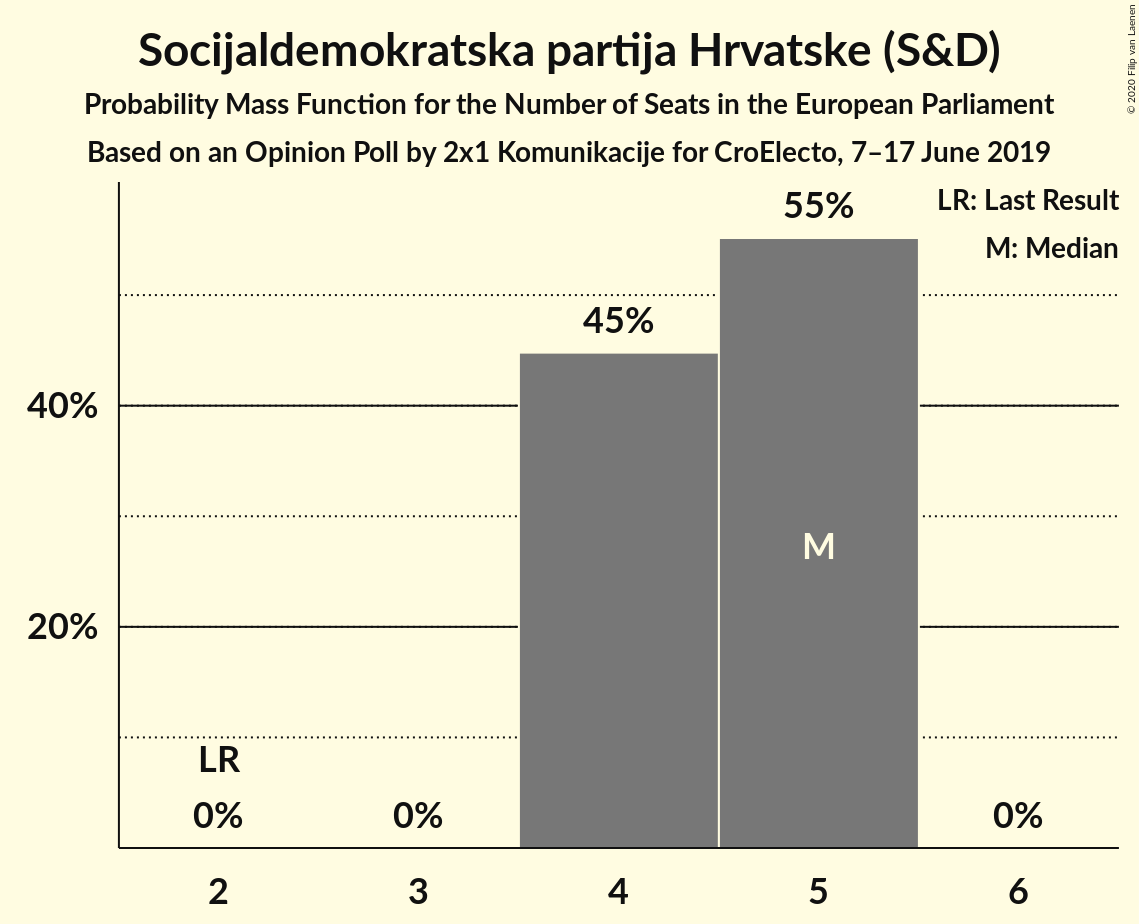 Socijaldemokratska partija Hrvatske (S&D)
Probability Mass Function for the Number of Seats in the European Parliament
Based on an Opinion Poll by 2x1 Komunikacije for CroElecto, 7–17 June 2019
© 2020 Filip van Laenen
LR: Last Result
M: Median
55%
45%
40%
M
20%
LR
0%
0%
0%
2
3
4
5
6